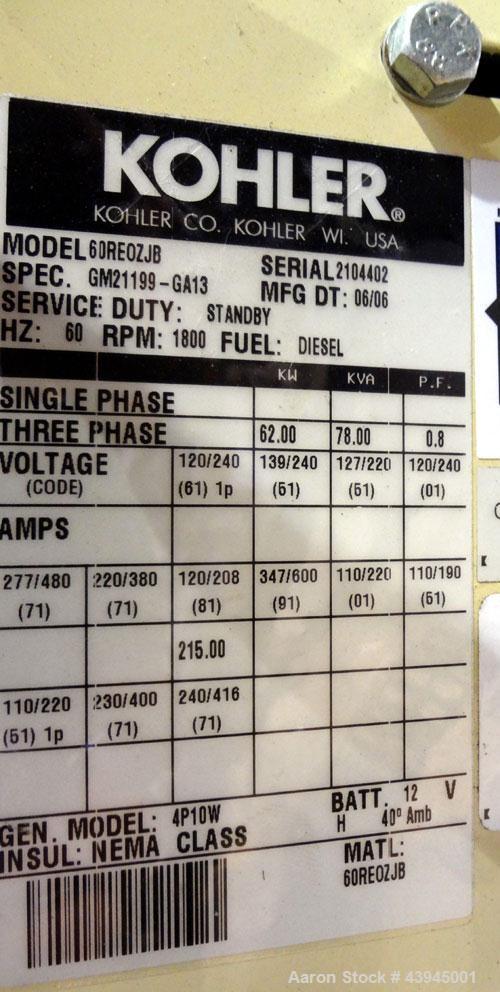 KOHLER®
KOHLER CO. KOHLER WI. USA
MODEL 60REOZJB SERIAL 2104402
SPEC. GM21199-GA13 MFG DT: 06/06
SERVICE DUTY: STANDBY
HZ: 60 RPM: 1800 FUEL: DIESEL
KW KVA P.F.
SINGLE PHASE
THREE PHASE 62.00 78.00 0.8
VOLTAGE 120/240 139/240 127/220 120/240
(CODE) (61) 1p (51) (51) (01)
AMPS
277/480 220/380 120/208 347/600 110/220 110/190
(71) (71) (81) (91) (01) (51)
215.00
110/220 230/400 240/416
(51) 1p (71) (71)
GEN. MODEL: 4P10W BATT. 12 V
INSUL: NEMA CLASS H 40° Amb
MATL:
60REOZJB
Aaron Stock # 43945001